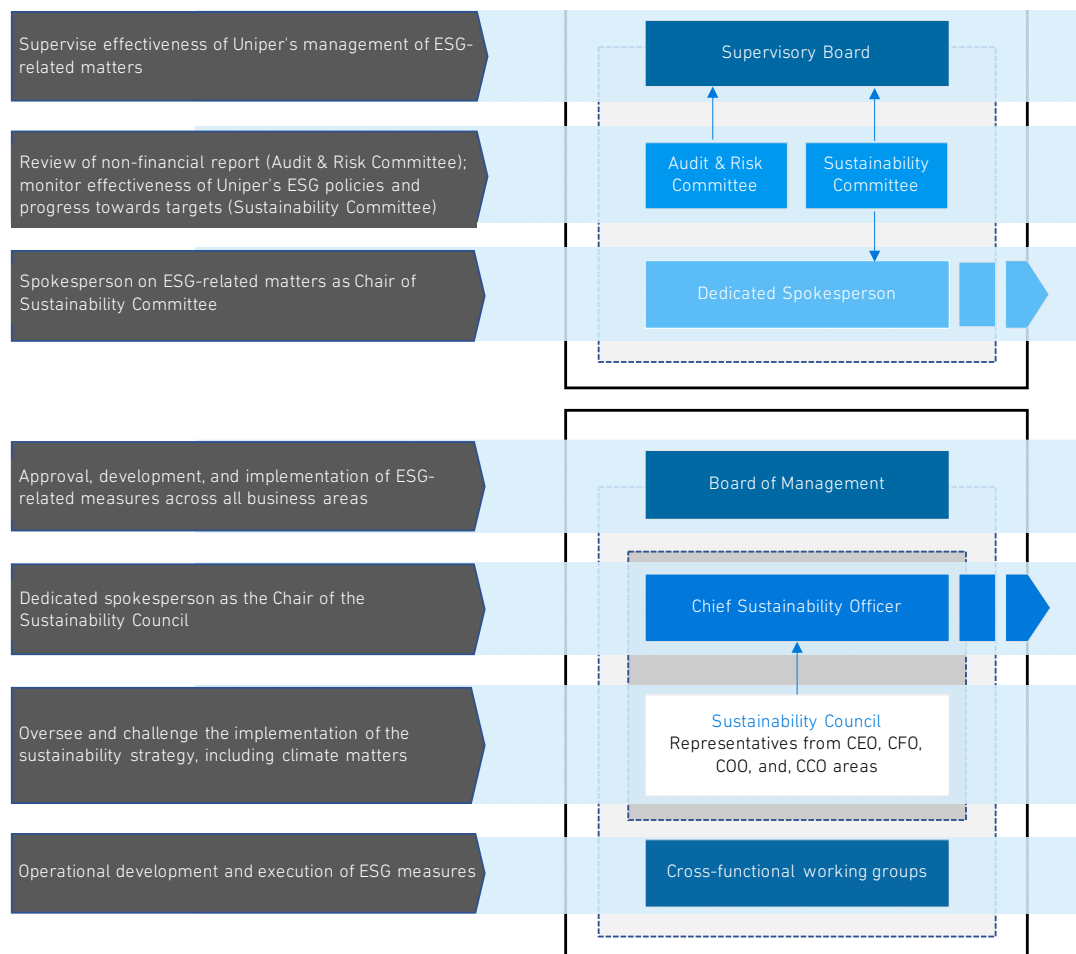 Supervise effectiveness of Uniper's management of ESG-
related matters
Supervisory Board
Review of non-financial report (Audit & Risk Committee);
monitor effectiveness of Uniper's ESG policies and
progress towards targets (Sustainability Committee)
Audit & Risk
Committee
Sustainability
Committee
Spokesperson on ESG-related matters as Chair of
Sustainability Committee
Dedicated Spokesperson
Approval, development, and implementation of ESG-
related measures across all business areas
Board of Management
Dedicated spokesperson as the Chair of the
Sustainability Council
Chief Sustainability Officer
Oversee and challenge the implementation of the
sustainability strategy, including climate matters
Sustainability Council
Representatives from CEO, CFO,
COO, and, CCO areas
Operational development and execution of ESG measures
Cross-functional working groups